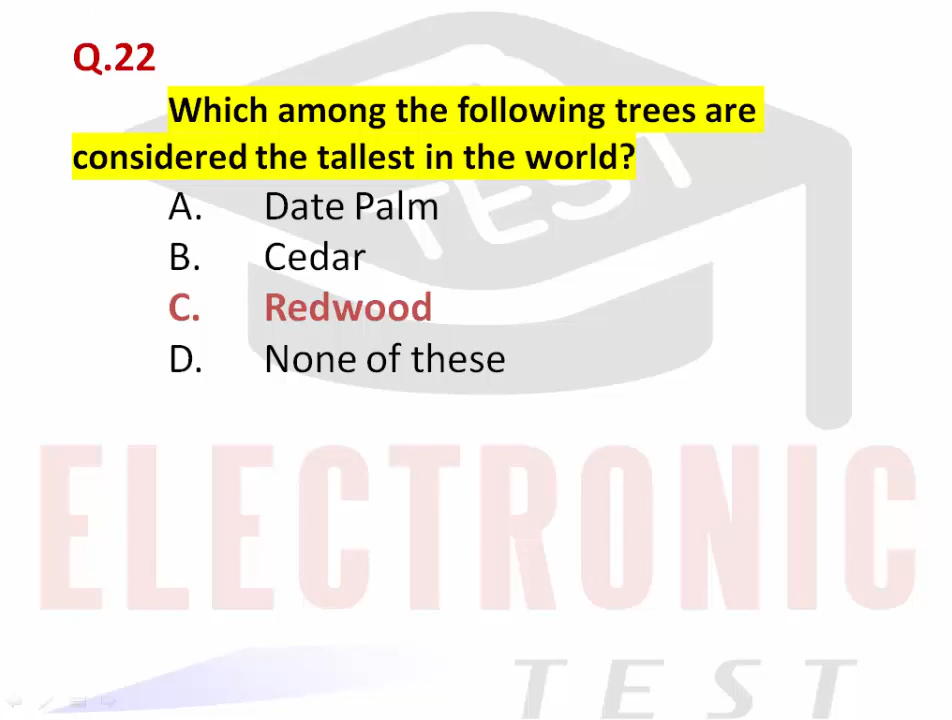 Q.22
Which among the following trees are
considered the tallest in the world?
A. Date Palm
B. Cedar
C. Redwood
D. None of these
TEST
ELECTRONIC
TEST